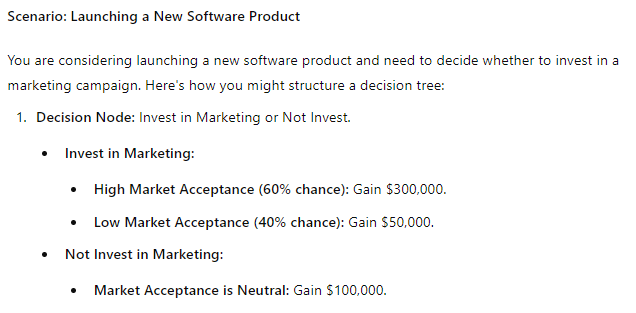 Scenario: Launching a New Software Product
You are considering launching a new software product and need to decide whether to invest in a
marketing campaign. Here's how you might structure a decision tree:
1. Decision Node: Invest in Marketing or Not Invest.
• Invest in Marketing:
• High Market Acceptance (60% chance): Gain $300,000.
• Low Market Acceptance (40% chance): Gain $50,000.
• Not Invest in Marketing:
• Market Acceptance is Neutral: Gain $100,000.